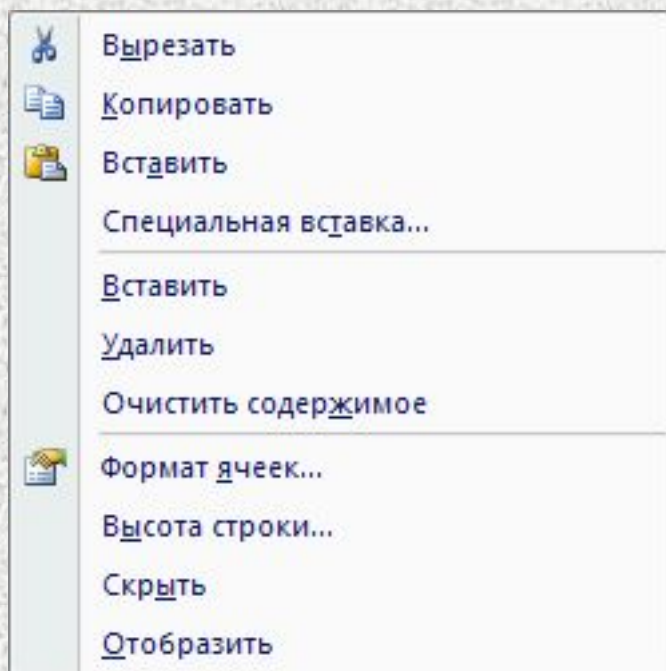 Вырезать
Копировать
Вставить
Специальная вставка...
Вставить
Удалить
Очистить содержимое
Формат ячеек...
Высота строки...
Скрыть
Отобразить